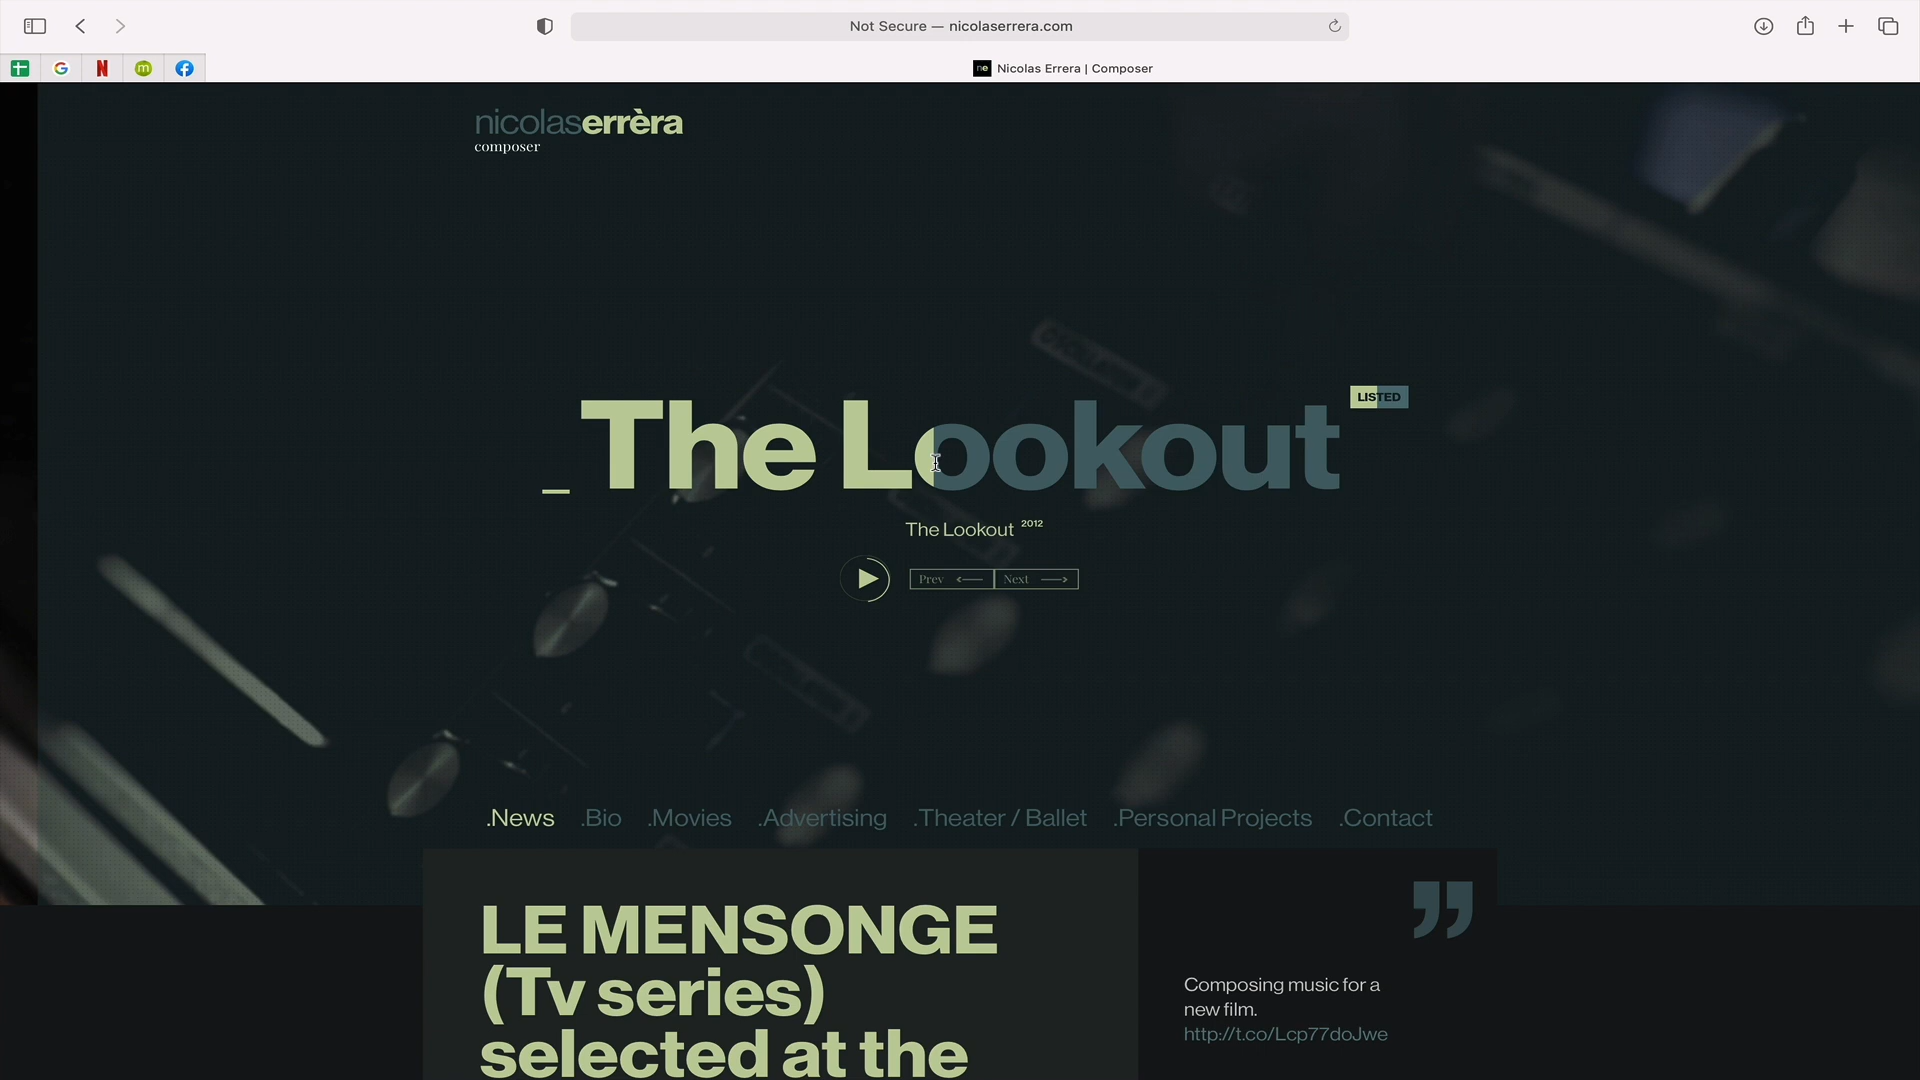 Not Secure — nicolaserrera.com
ne Nicolas Errera | Composer
nicolaserrèra
composer
LISTED
_The Lookout
The Lookout 2012
Prev Next
.News .Bio .Movies .Advertising .Theater / Ballet .Personal Projects .Contact
LE MENSONGE
(Tv series)
selected at the
”
Composing music for a
new film.
http://t.co/Lcp77doJwe